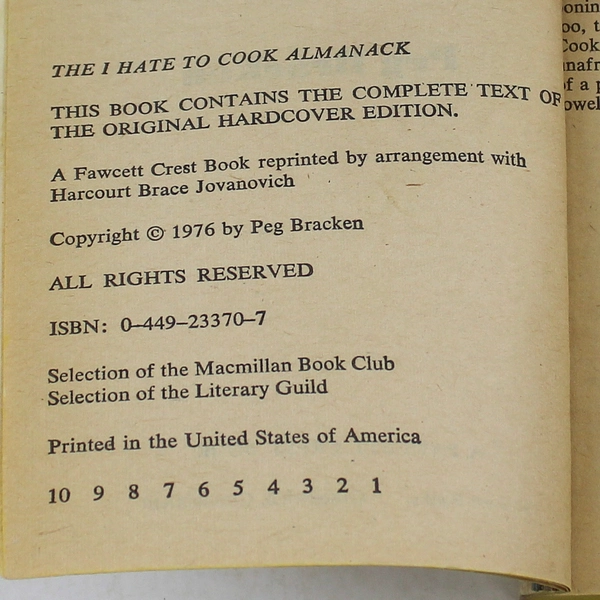 THE I HATE TO COOK ALMANACK
THIS BOOK CONTAINS THE COMPLETE TEXT OF
THE ORIGINAL HARDCOVER EDITION.
A Fawcett Crest Book reprinted by arrangement with
Harcourt Brace Jovanovich
Copyright © 1976 by Peg Bracken
ALL RIGHTS RESERVED
ISBN: 0–449–23370–7
Selection of the Macmillan Book Club
Selection of the Literary Guild
Printed in the United States of America
10 9 8 7 6 5 4 3 2 1